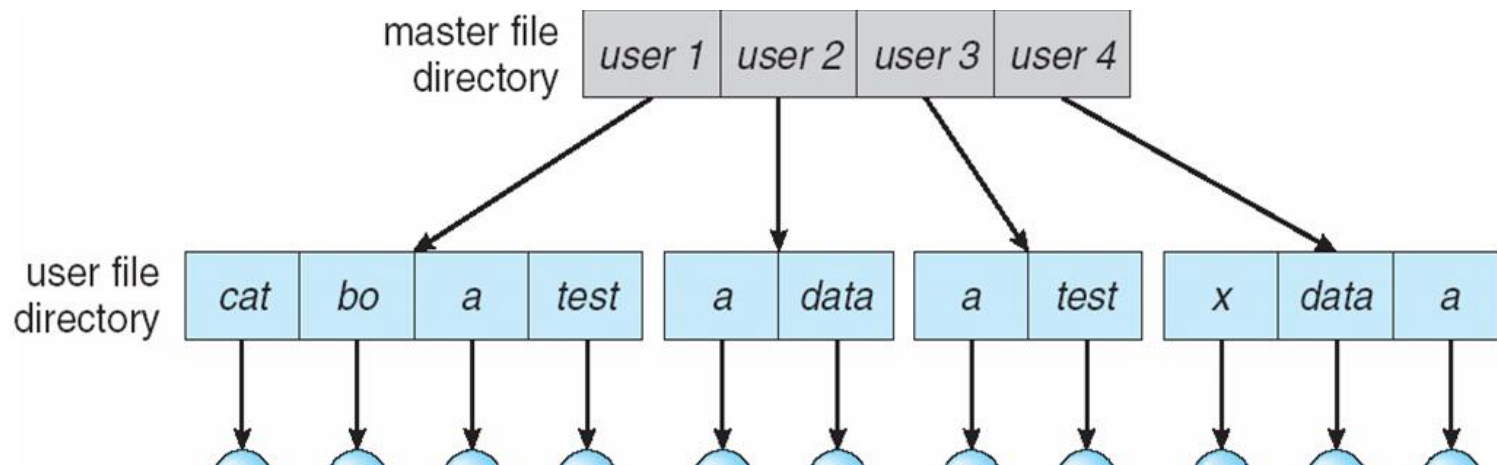 master file
directory
user 1 user 2 user 3 user 4
user file
directory
cat bo a test a data a test x data a